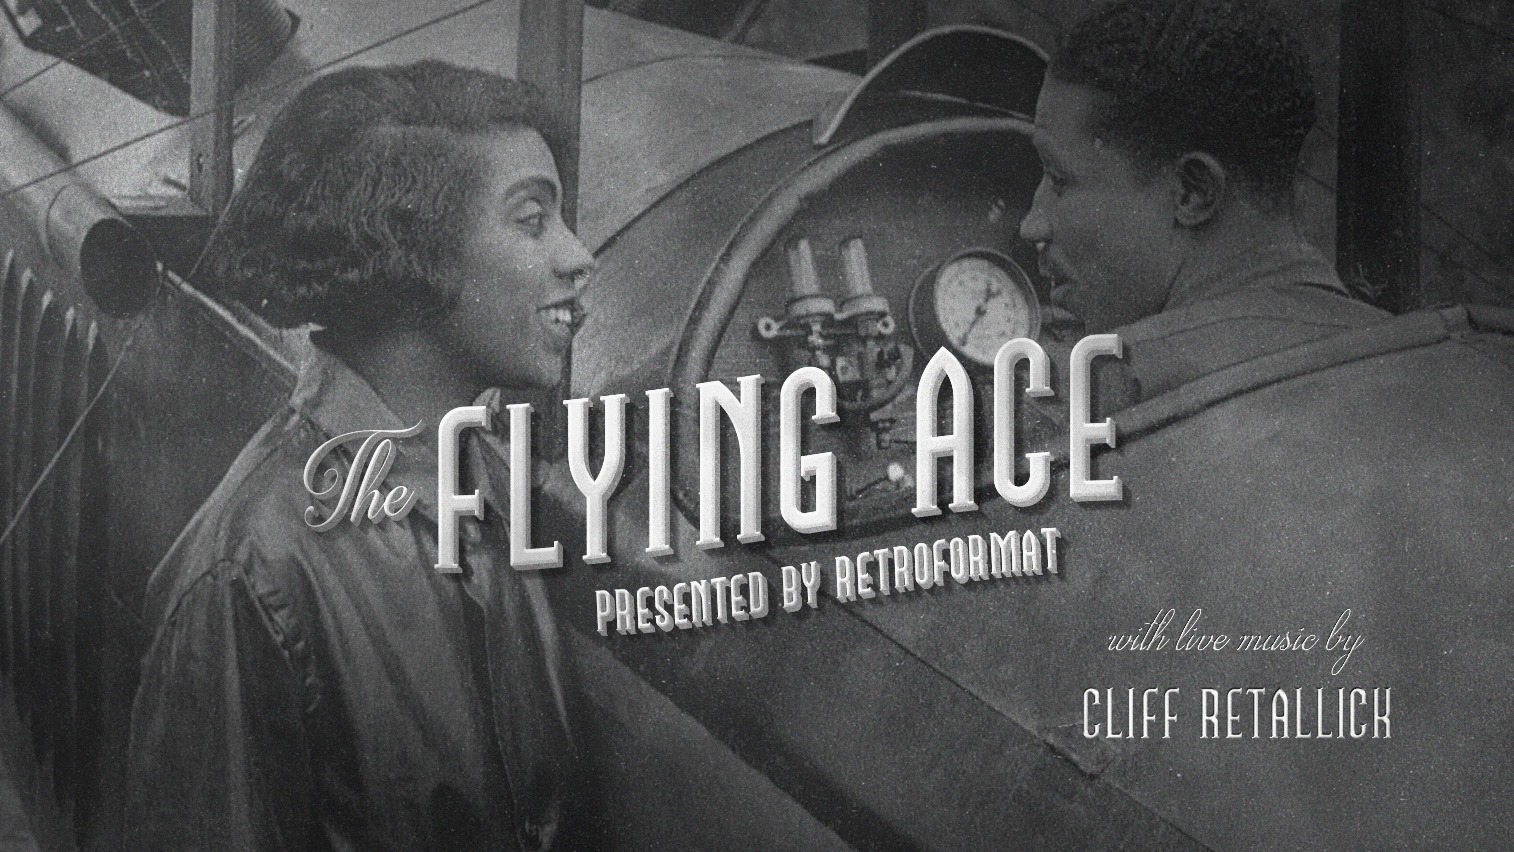 The FLYING ACE
PRESENTED BY RETROFORMAT
with live music by
CLIFF RETALLICK